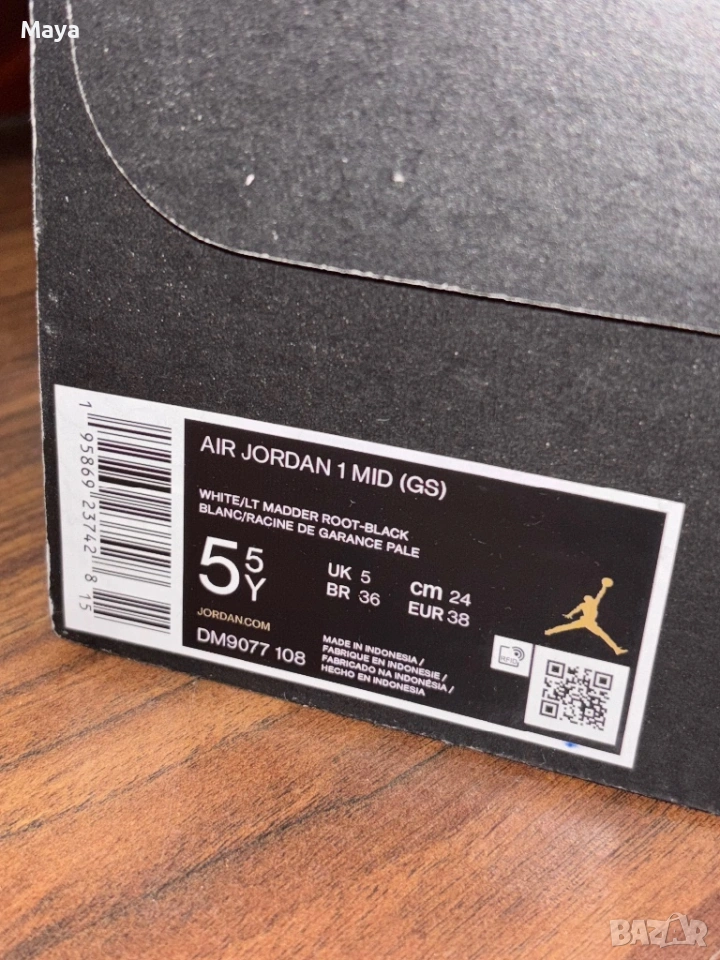 Maya
AIR JORDAN 1 MID (GS)
WHITE/LT MADDER ROOT-BLACK
BLANC/RACINE DE GARANCE PALE
5 5 Y
UK 5
BR 36
cm 24
EUR 38
JORDAN.COM
DM9077 108
MADE IN INDONESIA /
FABRIQUE EN INDONESIE /
FABRICADO NA INDONÉSIA /
HECHO EN INDONESIA
RFID
1 95869 23742 8 15
BAZAR